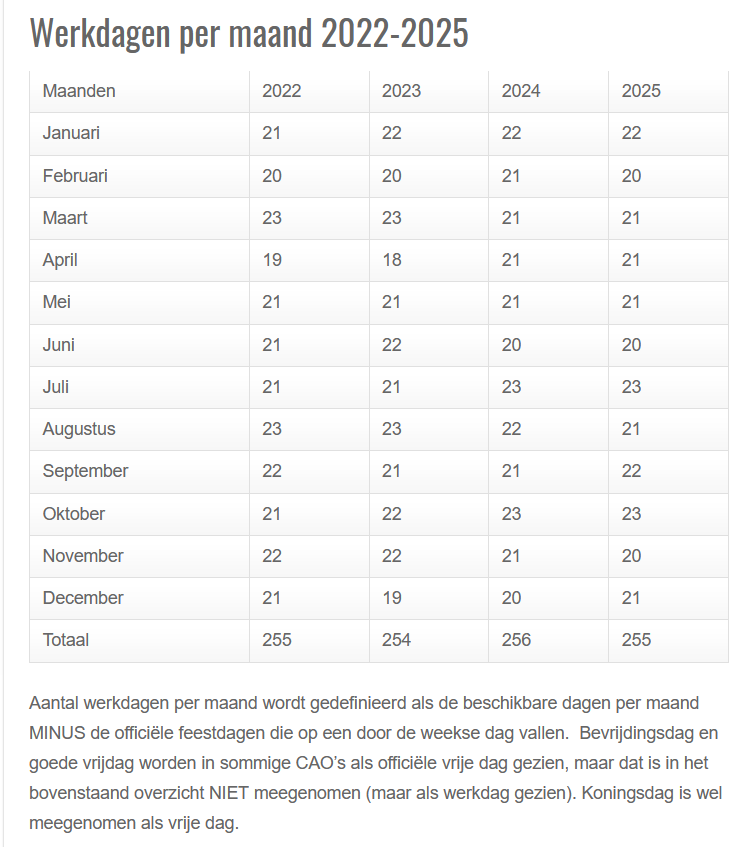 Werkdagen per maand 2022-2025
Maanden 2022 2023 2024 2025
Januari 21 22 22 22
Februari 20 20 21 20
Maart 23 23 21 21
April 19 18 21 21
Mei 21 21 21 21
Juni 21 22 20 20
Juli 21 21 23 23
Augustus 23 23 22 21
September 22 21 21 22
Oktober 21 22 23 23
November 22 22 21 20
December 21 19 20 21
Totaal 255 254 256 255
Aantal werkdagen per maand wordt gedefinieerd als de beschikbare dagen per maand
MINUS de officiële feestdagen die op een door de weekse dag vallen.  Bevrijdingsdag en
goede vrijdag worden in sommige CAO's als officiële vrije dag gezien, maar dat is in het
bovenstaand overzicht NIET meegenomen (maar als werkdag gezien). Koningsdag is wel
meegenomen als vrije dag.